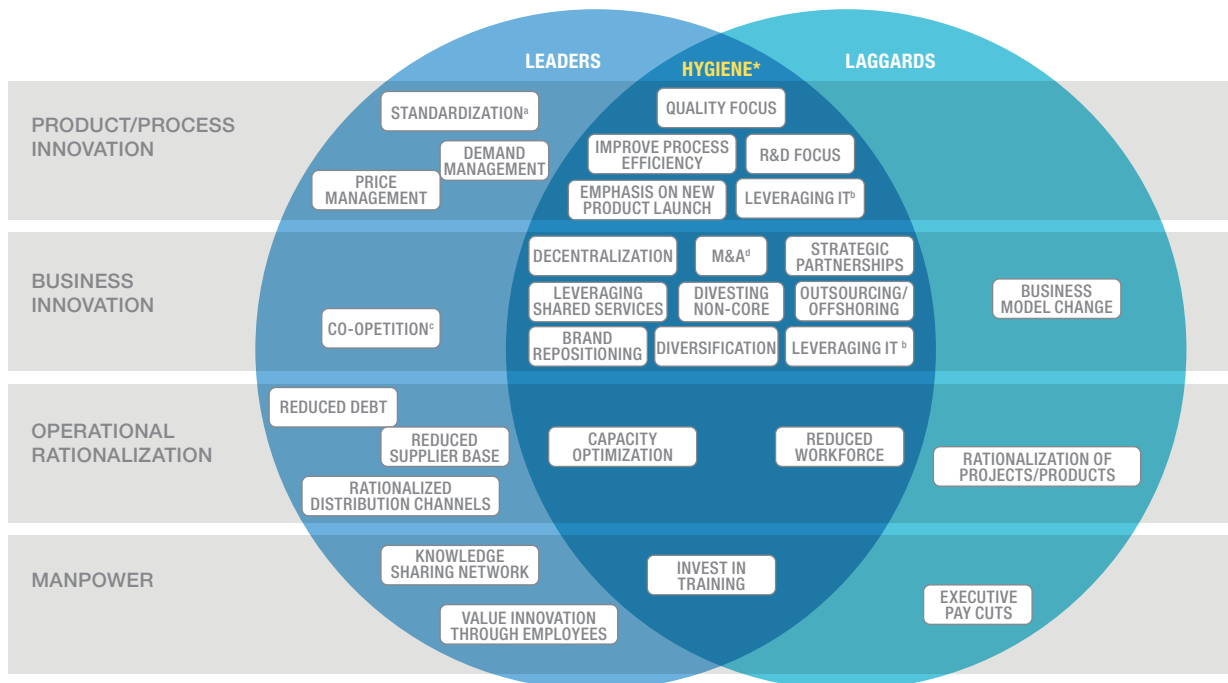 LEADERS
HYGIENE*
LAGGARDS
PRODUCT/PROCESS
INNOVATION
STANDARDIZATIONᵃ
DEMAND
MANAGEMENT
PRICE
MANAGEMENT
QUALITY FOCUS
IMPROVE PROCESS
EFFICIENCY
R&D FOCUS
EMPHASIS ON NEW
PRODUCT LAUNCH
LEVERAGING ITᵇ
BUSINESS
INNOVATION
CO-OPETITIONᶜ
DECENTRALIZATION
M&Aᵈ
STRATEGIC
PARTNERSHIPS
LEVERAGING
SHARED SERVICES
DIVESTING
NON-CORE
OUTSOURCING/
OFFSHORING
BRAND
REPOSITIONING
DIVERSIFICATION
LEVERAGING IT ᵇ
BUSINESS
MODEL CHANGE
OPERATIONAL
RATIONALIZATION
REDUCED DEBT
REDUCED
SUPPLIER BASE
RATIONALIZED
DISTRIBUTION CHANNELS
CAPACITY
OPTIMIZATION
REDUCED
WORKFORCE
RATIONALIZATION OF
PROJECTS/PRODUCTS
MANPOWER
KNOWLEDGE
SHARING NETWORK
VALUE INNOVATION
THROUGH EMPLOYEES
INVEST IN
TRAINING
EXECUTIVE
PAY CUTS